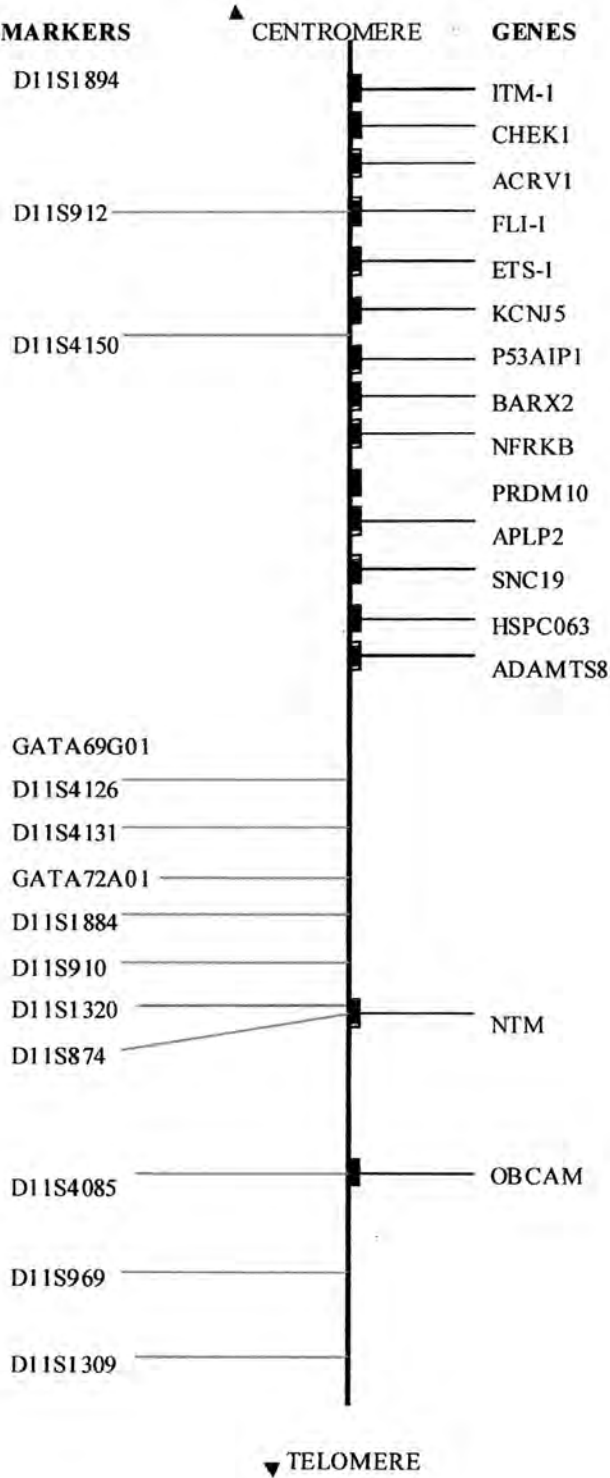 ▲
MARKERS CENTROMERE GENES
D11S1894
ITM-1
CHEK1
ACRV1
D11S912
FLI-1
ETS-1
KCNJ5
D11S4150
P53AIP1
BARX2
NFRKB
PRDM10
APLP2
SNC19
HSPC063
ADAMTS8
GATA69G01
D11S4126
D11S4131
GATA72A01
D11S1884
D11S910
D11S1320
NTM
D11S874
D11S4085
OBCAM
D11S969
D11S1309
▼ TELOMERE